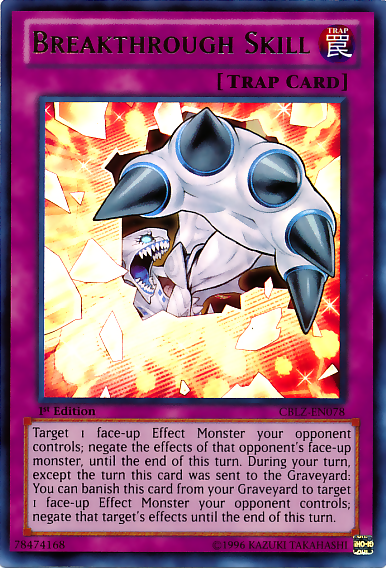 BREAKTHROUGH SKILL
TRAP
罠
[TRAP CARD]
1st Edition
CBLZ-EN078
Target 1 face-up Effect Monster your opponent
controls; negate the effects of that opponent's face-up
monster, until the end of this turn. During your turn,
except the turn this card was sent to the Graveyard:
You can banish this card from your Graveyard to target
1 face-up Effect Monster your opponent controls;
negate that target's effects until the end of this turn.
78474168
©1996 KAZUKI TAKAHASHI